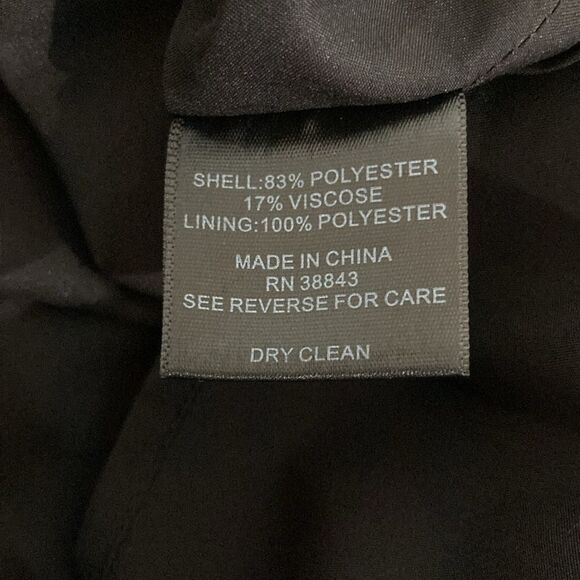 SHELL:83% POLYESTER
17% VISCOSE
LINING:100% POLYESTER
MADE IN CHINA
RN 38843
SEE REVERSE FOR CARE
DRY CLEAN